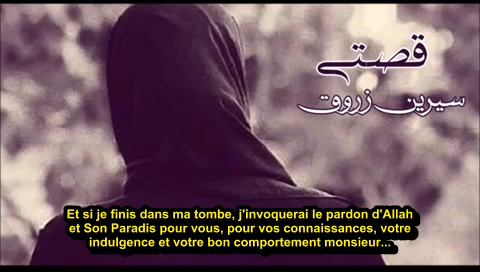 قصتي
سيرين زروق
Et si je finis dans ma tombe, j'invoquerai le pardon d'Allah
et Son Paradis pour vous, pour vos connaissances, votre
indulgence et votre bon comportement monsieur...